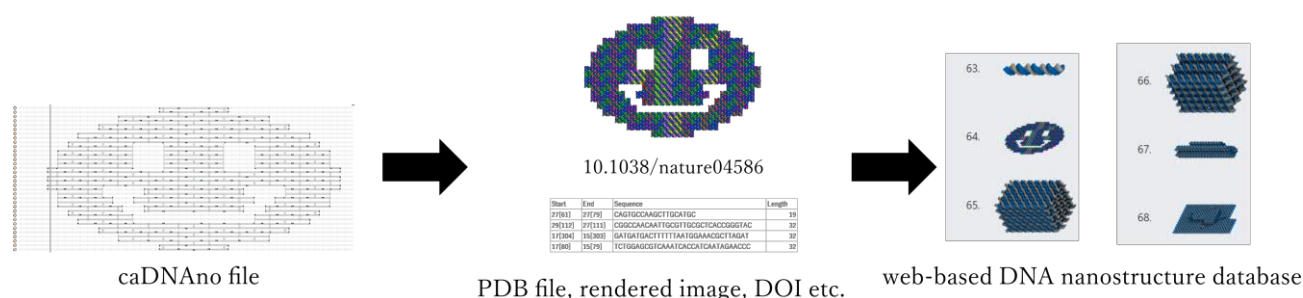 caDNAno file
10.1038/nature04586
Start End Sequence Length
27[61] 27[79] CAGTGCCAAGCTTGCATGC 19
29[112] 27[111] CGGCCAACAATTGCGTTGCGCTCACCGGGTAC 32
17[304] 15[303] GATGATGACTTTTTTAATGGAAACGCTTAGAT 32
17[80] 15[79] TCTGGAGCGTCAAATCACCATCAATAGAACCC 32
PDB file, rendered image, DOI etc.
63.
64.
65.
66.
67.
68.
web-based DNA nanostructure database